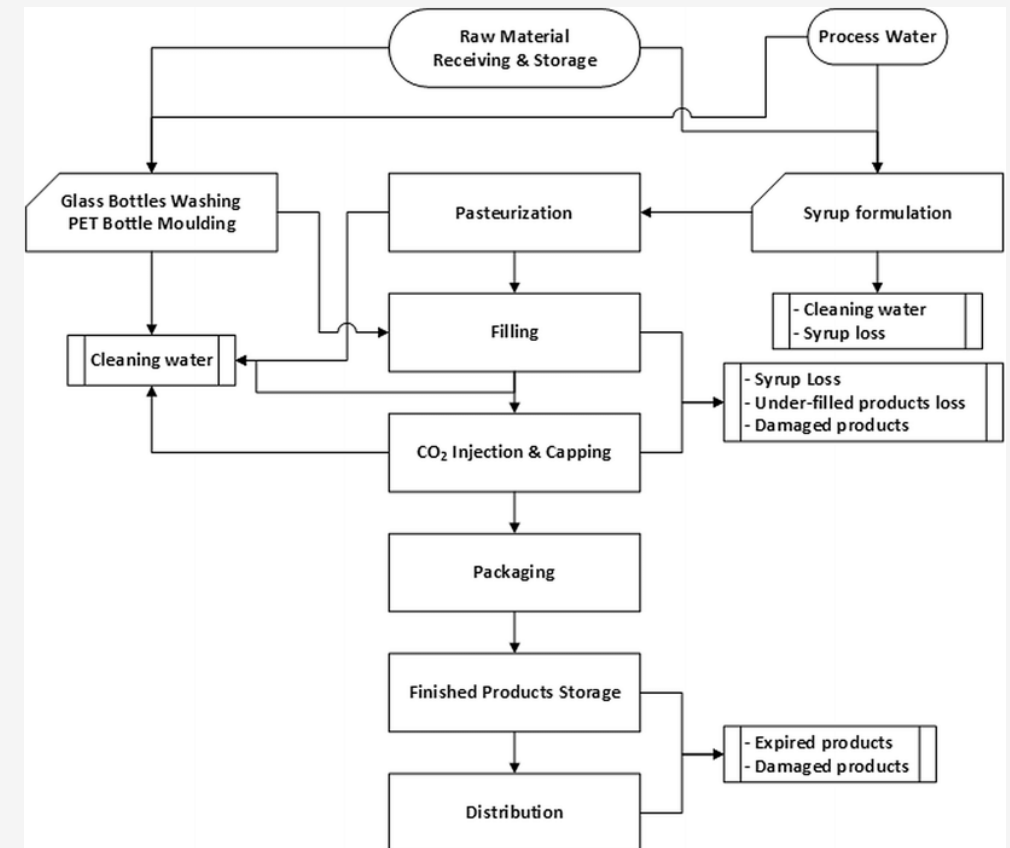 Raw Material
Receiving & Storage
Process Water
Glass Bottles Washing
PET Bottle Moulding
Pasteurization
Syrup formulation
Filling
- Cleaning water
- Syrup loss
Cleaning water
- Syrup Loss
- Under-filled products loss
- Damaged products
CO₂ Injection & Capping
Packaging
Finished Products Storage
- Expired products
- Damaged products
Distribution